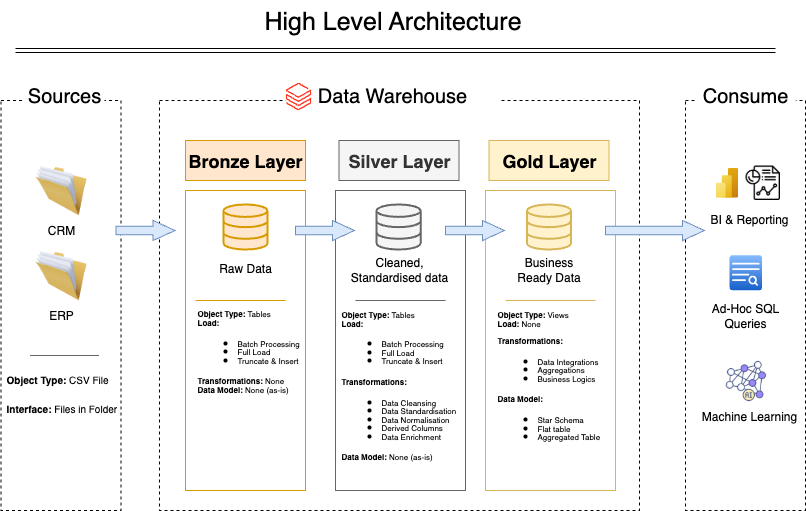 High Level Architecture
Sources
Data Warehouse
Consume
CRM
ERP
Object Type: CSV File
Interface: Files in Folder
Bronze Layer
Raw Data
Object Type: Tables
Load:
Batch Processing
Full Load
Truncate & Insert
Transformations: None
Data Model: None (as-is)
Silver Layer
Cleaned,
Standardised data
Object Type: Tables
Load:
Batch Processing
Full Load
Truncate & Insert
Transformations:
Data Cleansing
Data Standardisation
Data Normalisation
Derived Columns
Data Enrichment
Data Model: None (as-is)
Gold Layer
Business
Ready Data
Object Type: Views
Load: None
Transformations:
Data Integrations
Aggregations
Business Logics
Data Model:
Star Schema
Flat table
Aggregated Table
BI & Reporting
Ad-Hoc SQL
Queries
AI
Machine Learning